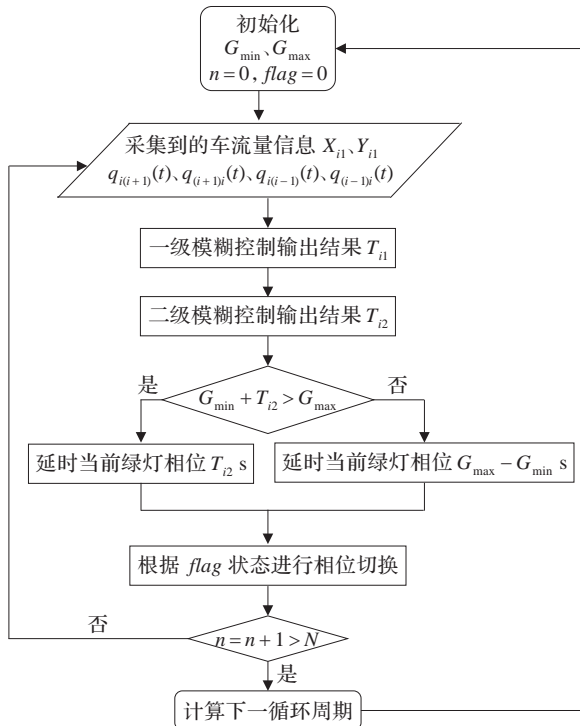 初始化
G_min、G_max
n=0, flag=0
采集到的车流量信息 X_i1、Y_i1
q_i(i+1)(t)、q_(i+1)i(t)、q_i(i−1)(t)、q_(i−1)i(t)
一级模糊控制输出结果 T_i1
二级模糊控制输出结果 T_i2
是
否
G_min + T_i2 > G_max
延时当前绿灯相位 T_i2 s
延时当前绿灯相位 G_max − G_min s
根据 flag 状态进行相位切换
否
n=n+1>N
是
计算下一循环周期